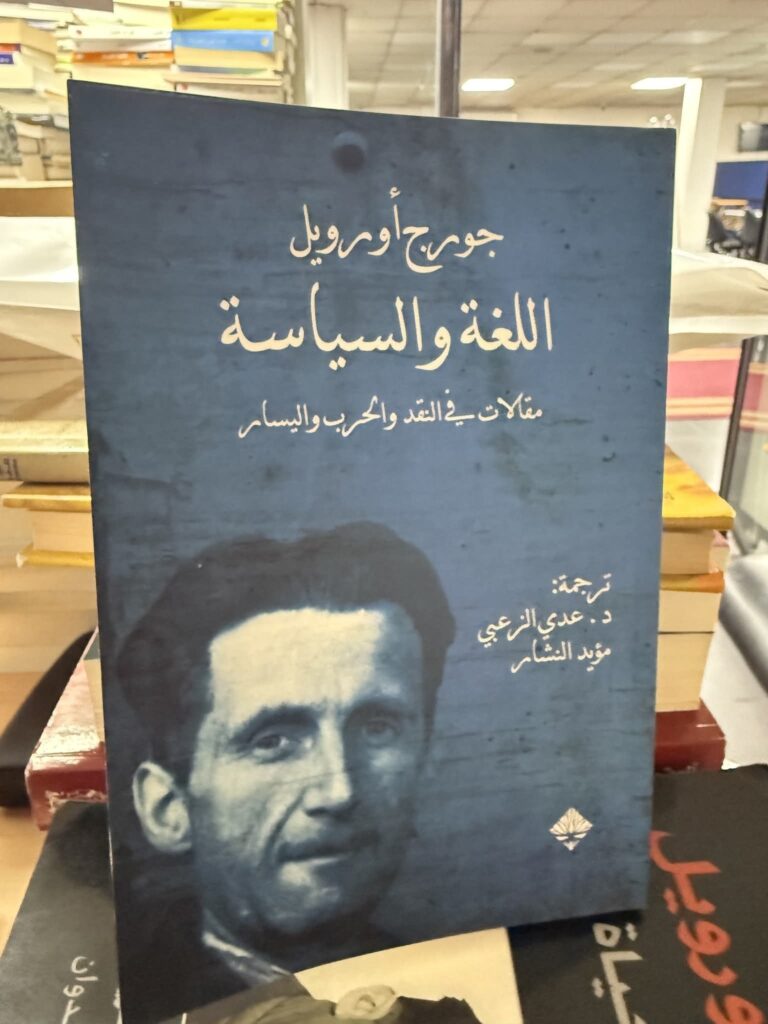 جورج أورويل
اللغة والسياسة
مقالات في النقد والحرب واليسار
ترجمة:
د. عدي الزعبي
مؤيد النشار